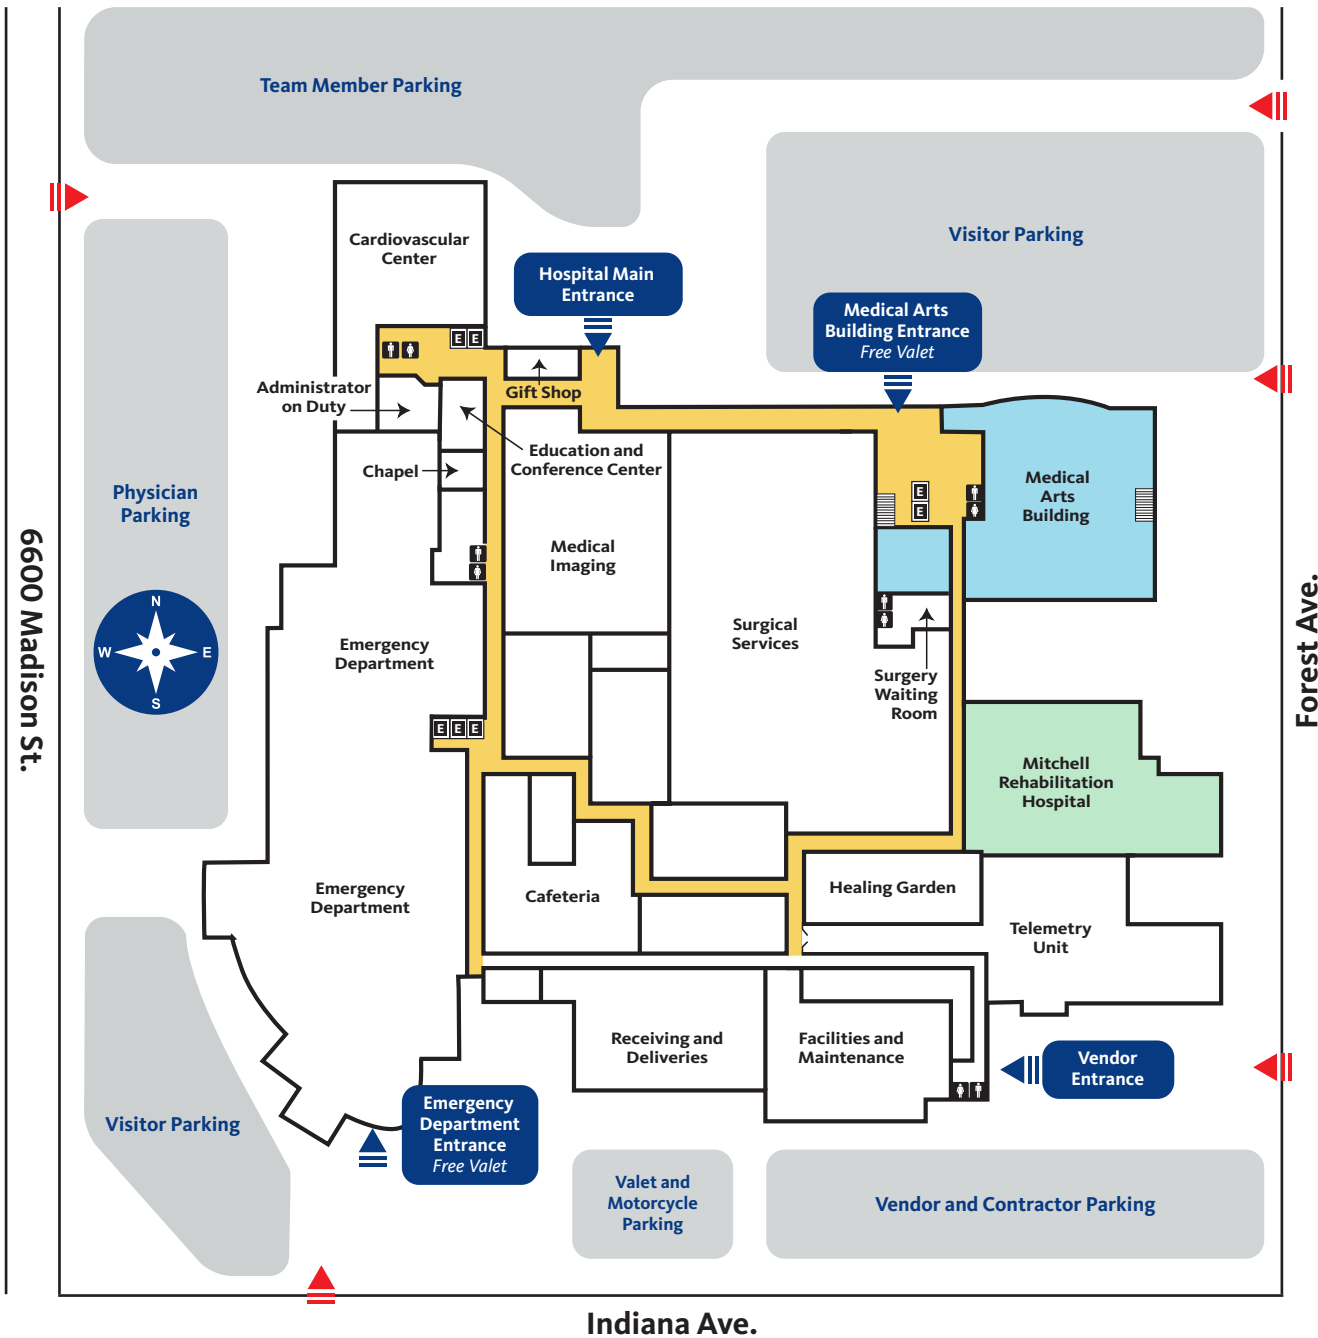 Team Member Parking
Visitor Parking
Cardiovascular
Center
Hospital Main
Entrance
Medical Arts
Building Entrance
Free Valet
E
E
Administrator
on Duty
Gift Shop
Education and
Conference Center
Chapel
Physician
Parking
Medical
Arts
Building
E
E
Medical
Imaging
6600 Madison St.
Forest Ave.
N
W
E
S
Emergency
Department
Surgical
Services
Surgery
Waiting
Room
E
E
E
Mitchell
Rehabilitation
Hospital
Emergency
Department
Cafeteria
Healing Garden
Telemetry
Unit
Receiving and
Deliveries
Facilities and
Maintenance
Vendor
Entrance
Visitor Parking
Emergency
Department
Entrance
Free Valet
Valet and
Motorcycle
Parking
Vendor and Contractor Parking
Indiana Ave.